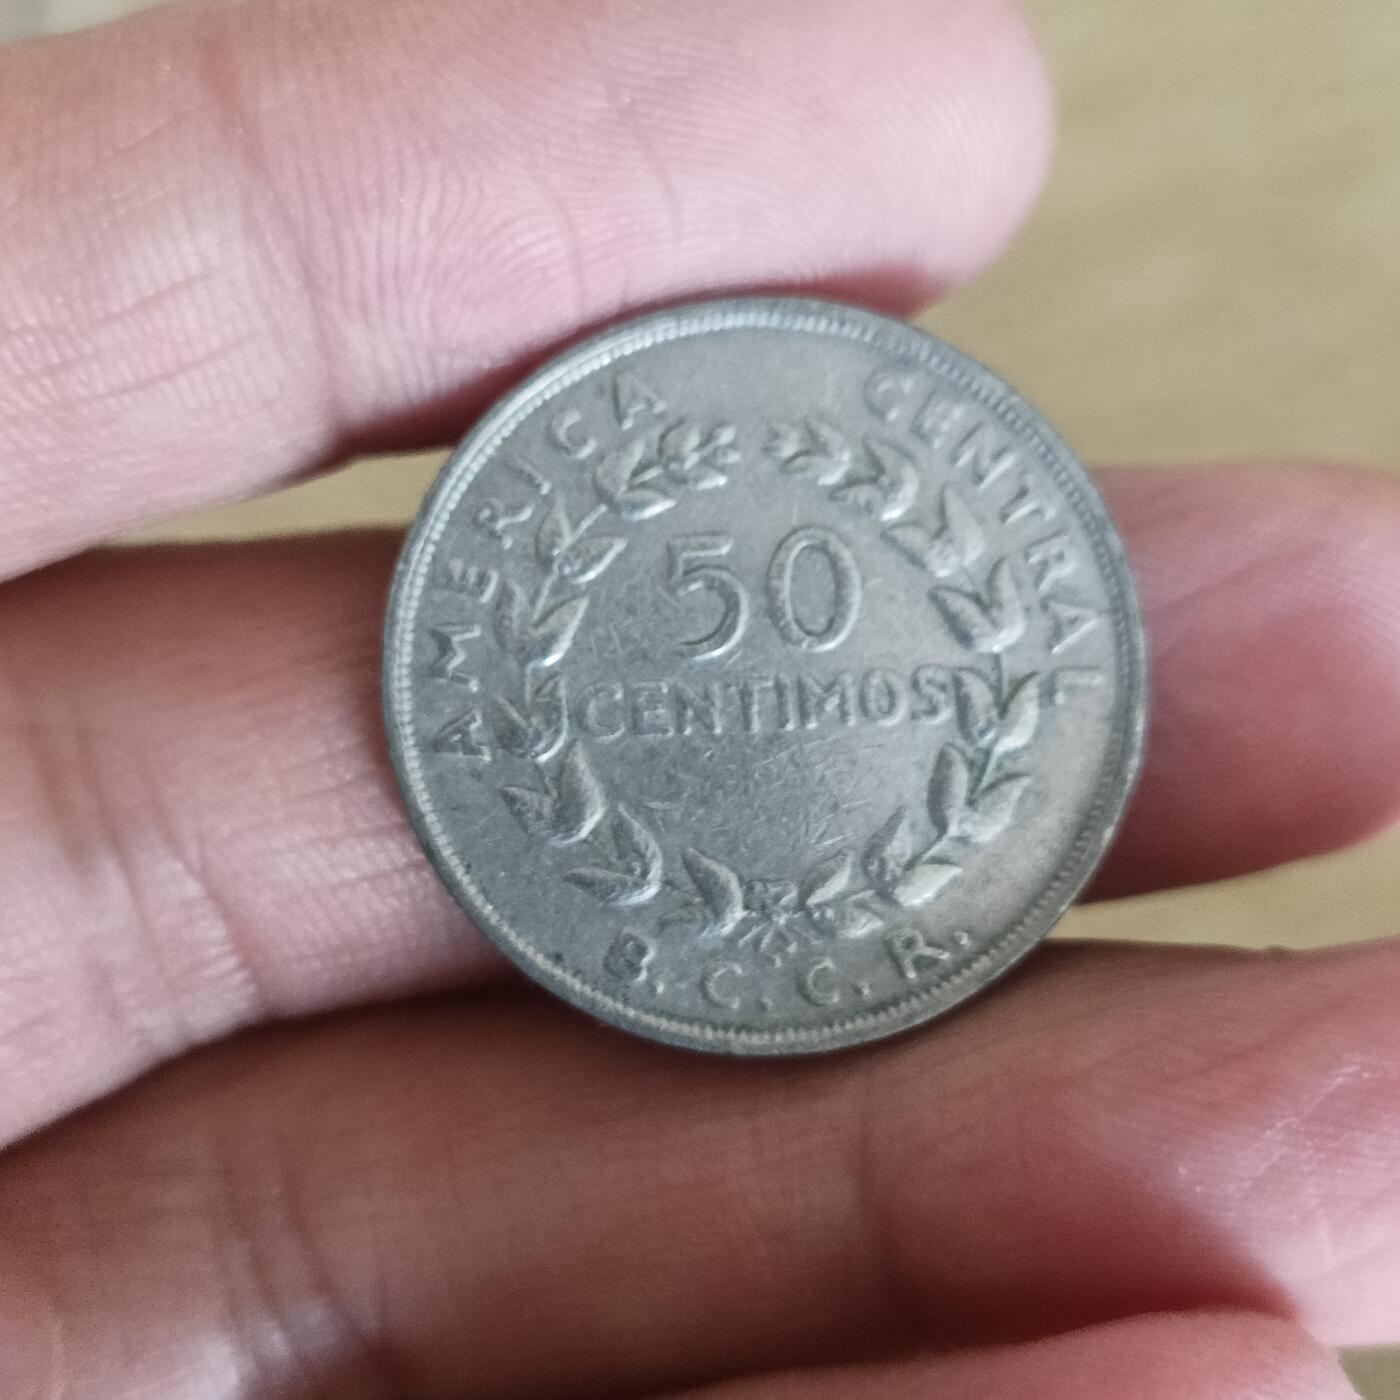 AMERICA CENTRAL
50
CENTIMOS
B.C.C.R.